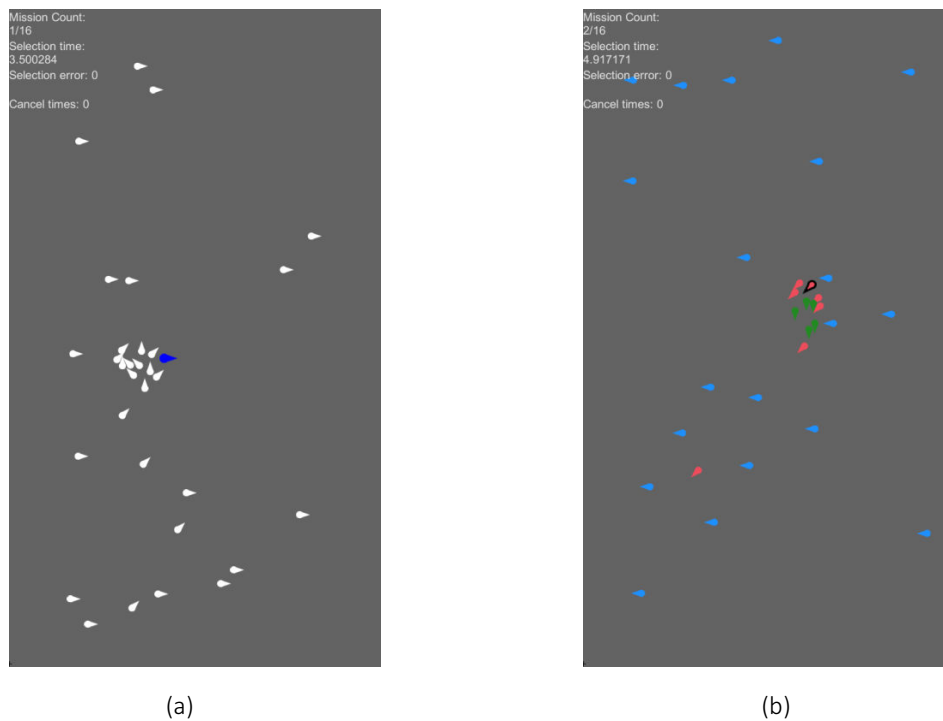 Mission Count:
1/16
Selection time:
3.500284
Selection error: 0
Cancel times: 0
Mission Count:
2/16
Selection time:
4.917171
Selection error: 0
Cancel times: 0
(a)
(b)